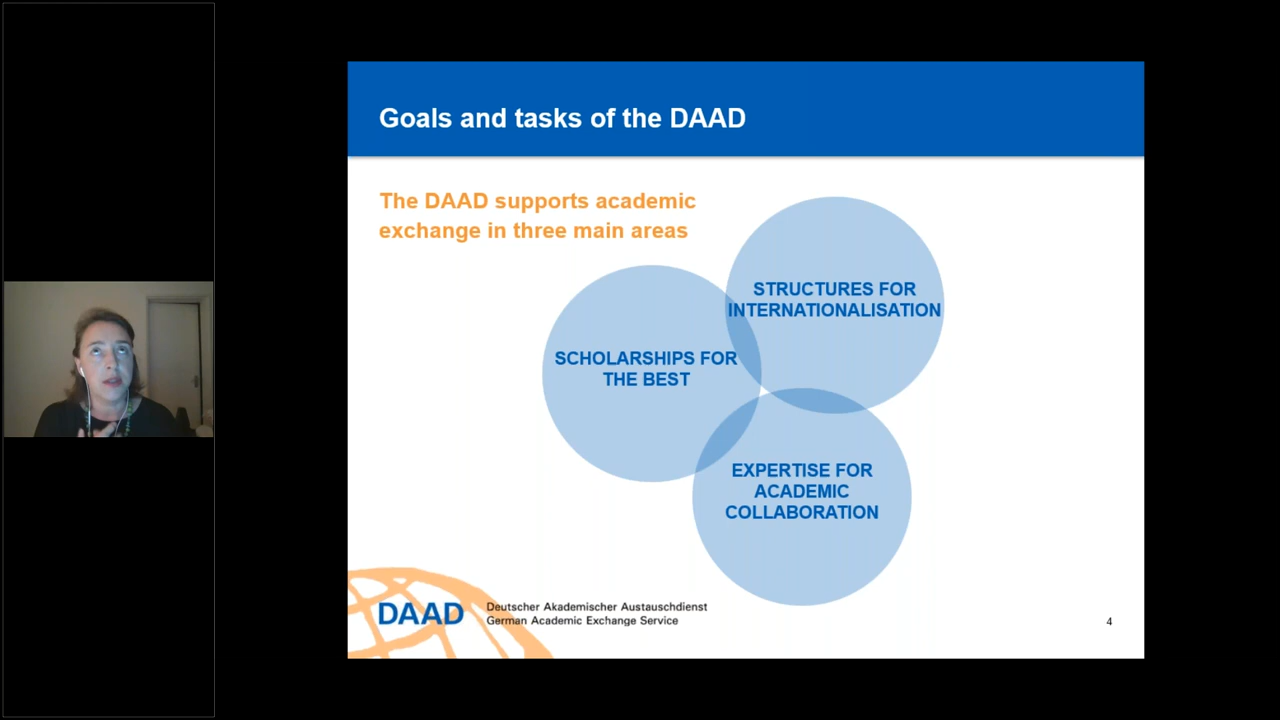 Goals and tasks of the DAAD
The DAAD supports academic
exchange in three main areas
STRUCTURES FOR
INTERNATIONALISATION
SCHOLARSHIPS FOR
THE BEST
EXPERTISE FOR
ACADEMIC
COLLABORATION
DAAD
Deutscher Akademischer Austauschdienst
German Academic Exchange Service
4